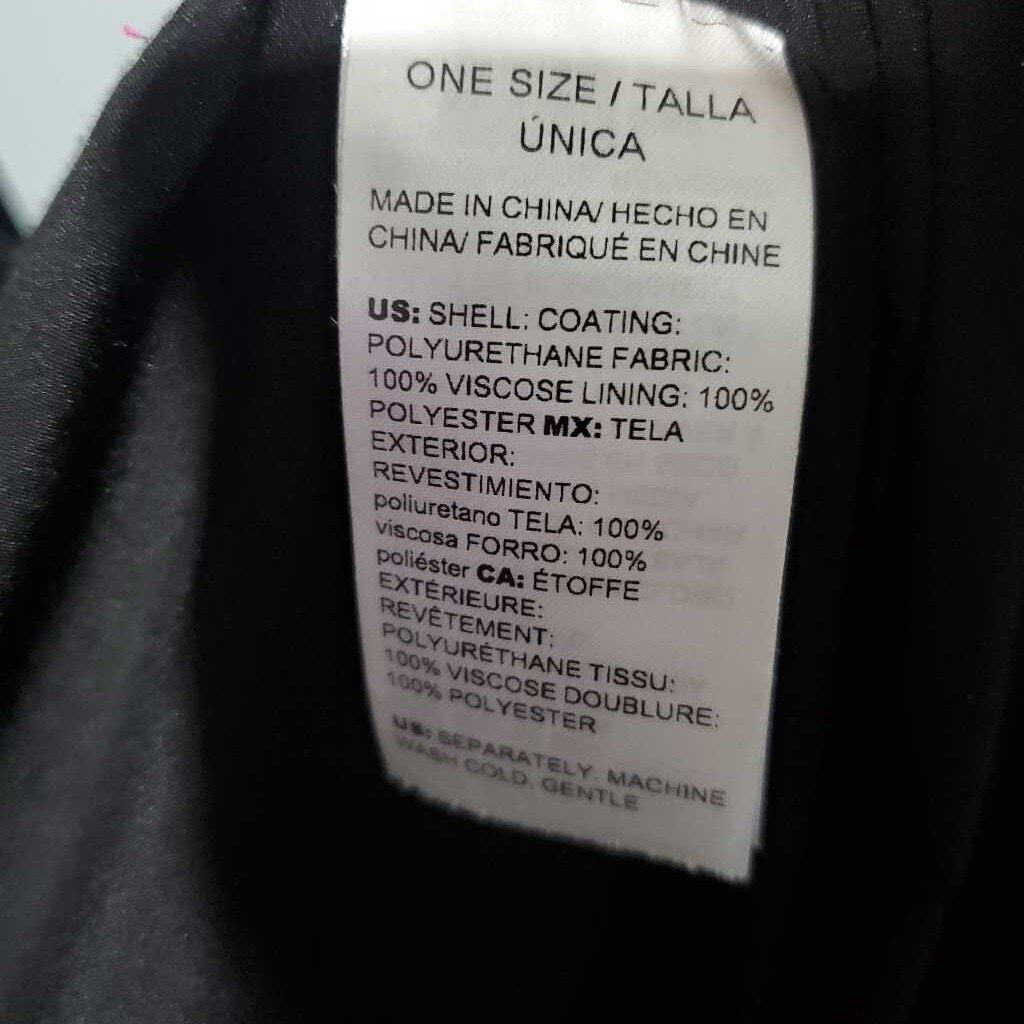 ONE SIZE / TALLA
ÚNICA
MADE IN CHINA/ HECHO EN
CHINA/ FABRIQUÉ EN CHINE
US: SHELL: COATING:
POLYURETHANE FABRIC:
100% VISCOSE LINING: 100%
POLYESTER MX: TELA
EXTERIOR:
REVESTIMIENTO:
poliuretano TELA: 100%
viscosa FORRO: 100%
poliéster CA: ÉTOFFE
EXTÉRIEURE:
REVÊTEMENT:
POLYURÉTHANE TISSU:
100% VISCOSE DOUBLURE:
100% POLYESTER
US: SEPARATELY. MACHINE
WASH COLD. GENTLE